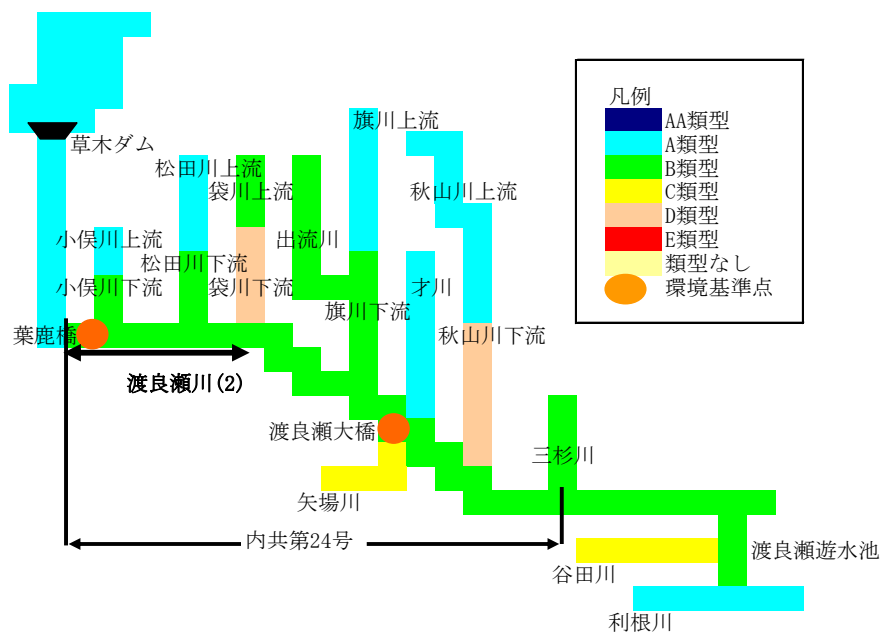 凡例
AA類型
A類型
B類型
C類型
D類型
E類型
類型なし
環境基準点
草木ダム
旗川上流
松田川上流
袋川上流
秋山川上流
小俣川上流
出流川
松田川下流
小俣川下流
袋川下流
才川
旗川下流
葉鹿橋
秋山川下流
渡良瀬川(2)
渡良瀬大橋
三杉川
矢場川
内共第24号
渡良瀬遊水池
谷田川
利根川